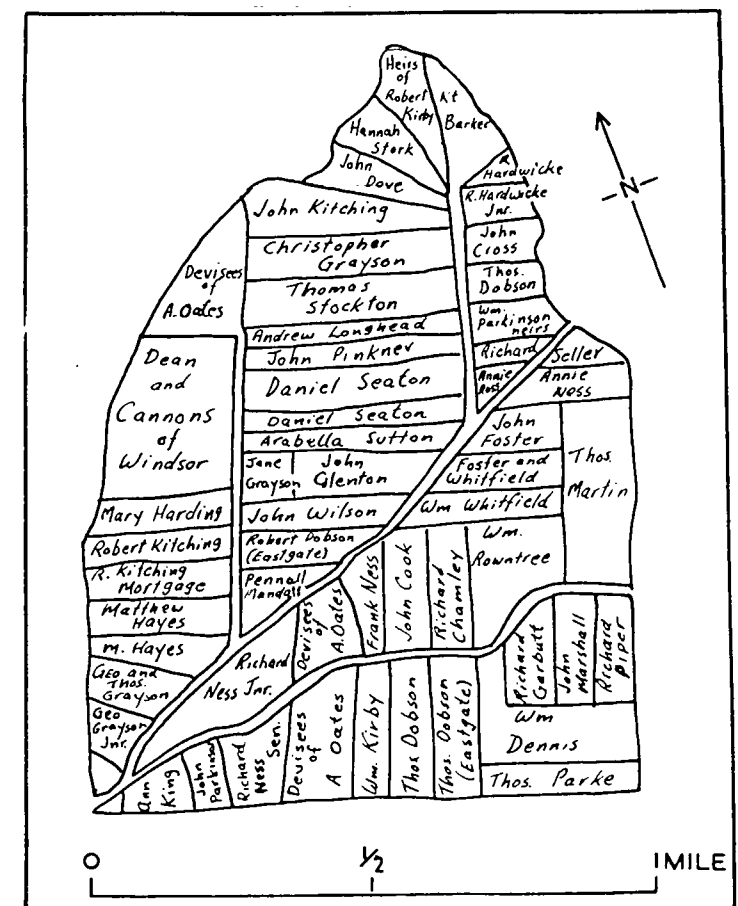 Heirs
of
Robert
Kirby
Kt
Barker
Hannah
Stork
John
Dove
R
Hardwicke
R. Hardwicke
Jnr.
John Kitching
John
Cross
Christopher
Grayson
Thos.
Dobson
Devisees
of
A. Oates
Thomas
Stockton
Wm.
Parkinson
heirs
Andrew Longhead
Richard
Seller
John Pinkner
Annie
Annie
Ness
Dean
and
Cannons
of
Windsor
Daniel Seaton
Daniel Seaton
Arabella Sutton
John
Foster
Thos.
Martin
Jane
Grayson
John
Glenton
Foster and
Whitfield
Mary Harding
John Wilson
Wm Whitfield
Robert Kitching
Robert Dobson
(Eastgate)
Wm.
Rowntree
R. Kitching
Mortgage
Pennall
Mandall
Devisees
of
A. Oates
Frank Ness
John Cook
Richard
Chamley
Matthew
Hayes
M. Hayes
Geo and
Thos.
Grayson
Richard
Ness Jnr.
Richard
Garbutt
John
Marshall
Richard
Piper
Geo
Grayson
Jnr.
Ann
King
John
Parkinson
Richard
Ness
Sen.
Devisees
of
A Oates
Wm. Kirby
Thos Dobson
Thos. Dobson
(Eastgate)
Wm
Dennis
Thos. Parke
N
0
1/2
1 MILE